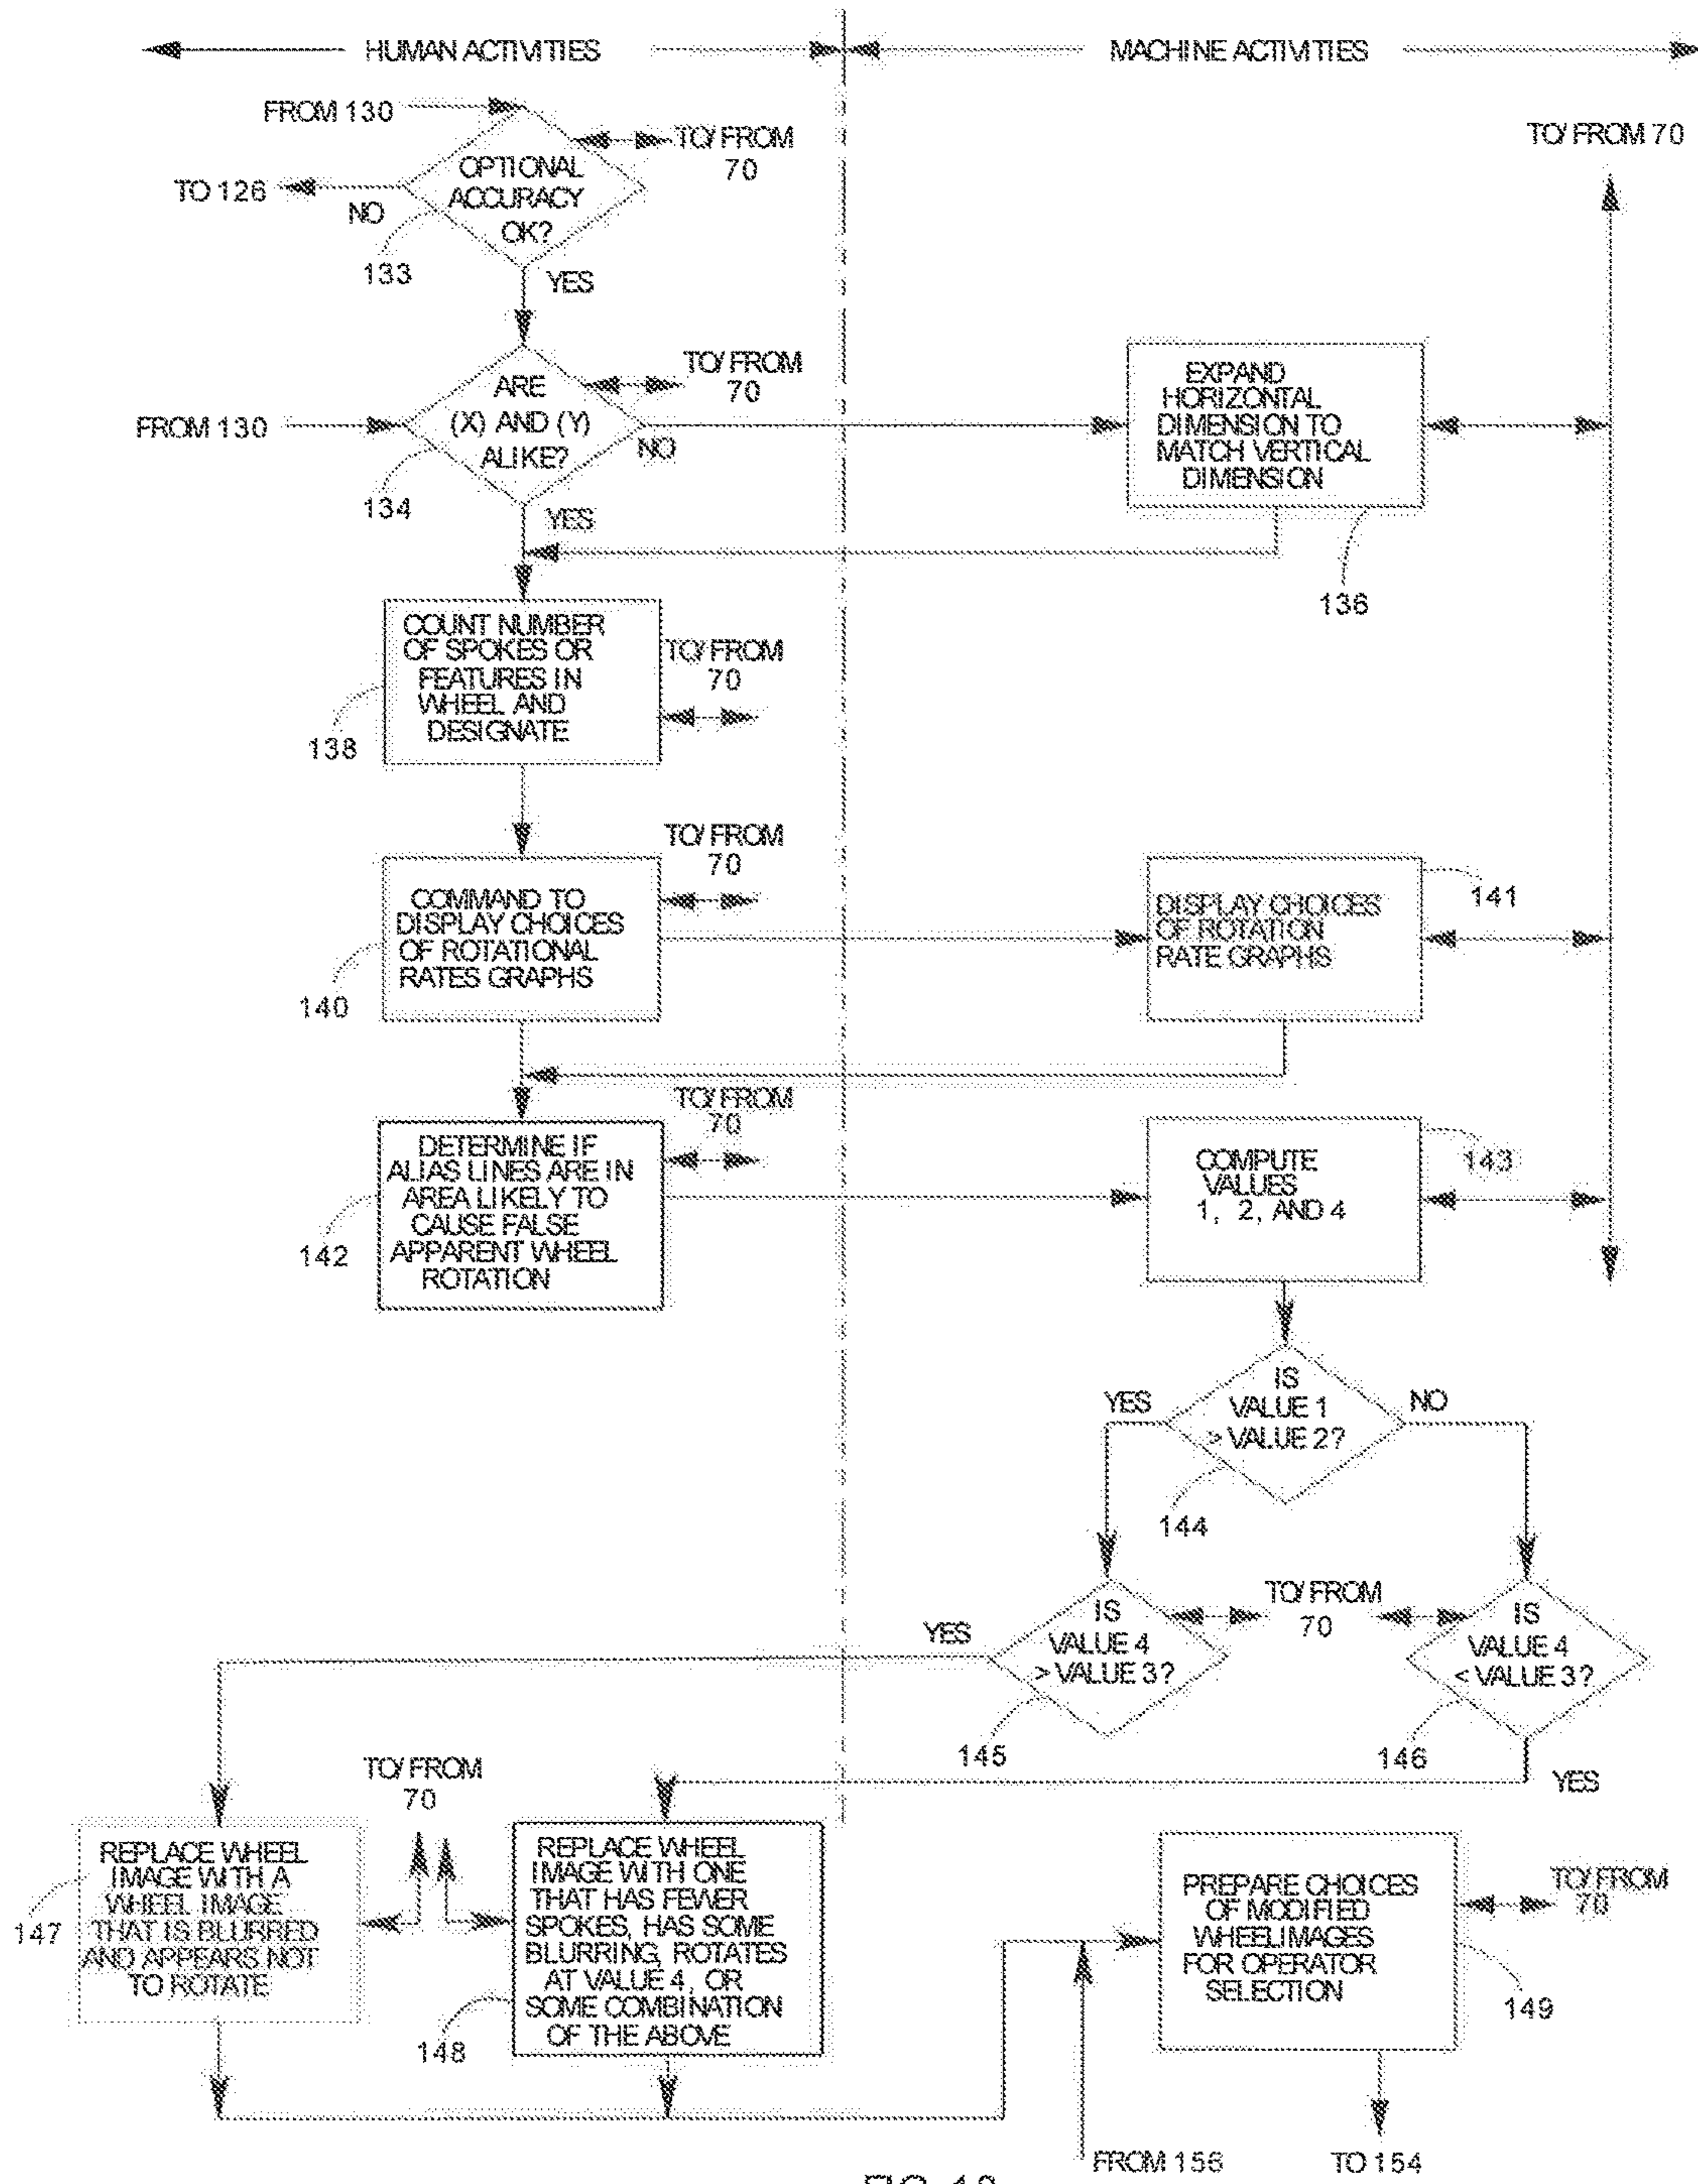 HUMAN ACTIVITIES
MACHINE ACTIVITIES
FROM 130
TO/FROM
70
TO/FROM 70
OPTIONAL
ACCURACY
OK?
TO 126
NO
133
YES
TO/FROM
70
ARE
(X) AND (Y)
ALIKE?
FROM 130
NO
134
YES
EXPAND
HORIZONTAL
DIMENSION TO
MATCH VERTICAL
DIMENSION
136
COUNT NUMBER
OF SPOKES OR
FEATURES IN
WHEEL AND
DESIGNATE
TO/FROM
70
138
TO/FROM
70
COMMAND TO
DISPLAY CHOICES
OF ROTATIONAL
RATES GRAPHS
140
DISPLAY CHOICES
OF ROTATION
RATE GRAPHS
141
TO/FROM
70
DETERMINE IF
ALIAS LINES ARE IN
AREA LIKELY TO
CAUSE FALSE
APPARENT WHEEL
ROTATION
142
COMPUTE
VALUES
1, 2, AND 4
143
IS
VALUE 1
> VALUE 2?
YES
NO
144
IS
VALUE 4
> VALUE 3?
YES
TO/FROM
70
IS
VALUE 4
< VALUE 3?
145
146
YES
TO/FROM
70
REPLACE WHEEL
IMAGE WITH A
WHEEL IMAGE
THAT IS BLURRED
AND APPEARS NOT
TO ROTATE
147
REPLACE WHEEL
IMAGE WITH ONE
THAT HAS FEWER
SPOKES, HAS SOME
BLURRING, ROTATES
AT VALUE 4, OR
SOME COMBINATION
OF THE ABOVE
148
PREPARE CHOICES
OF MODIFIED
WHEEL IMAGES
FOR OPERATOR
SELECTION
TO/FROM
70
149
FROM 156
TO 154